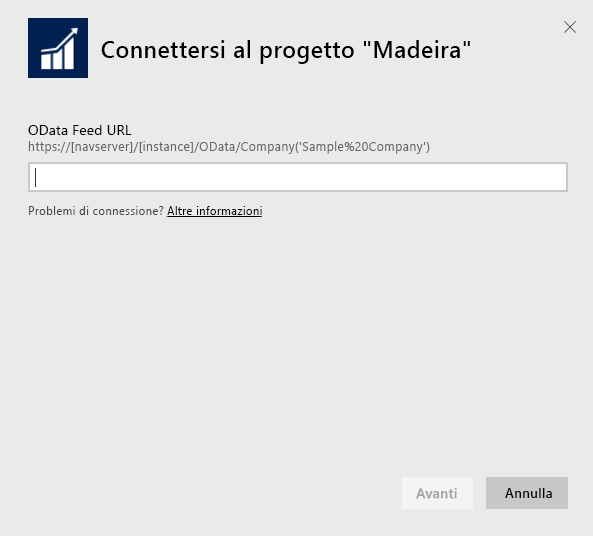 Connettersi al progetto "Madeira"
OData Feed URL
https://[navserver]/[instance]/OData/Company('Sample%20Company')
Problemi di connessione? Altre informazioni
Avanti
Annulla